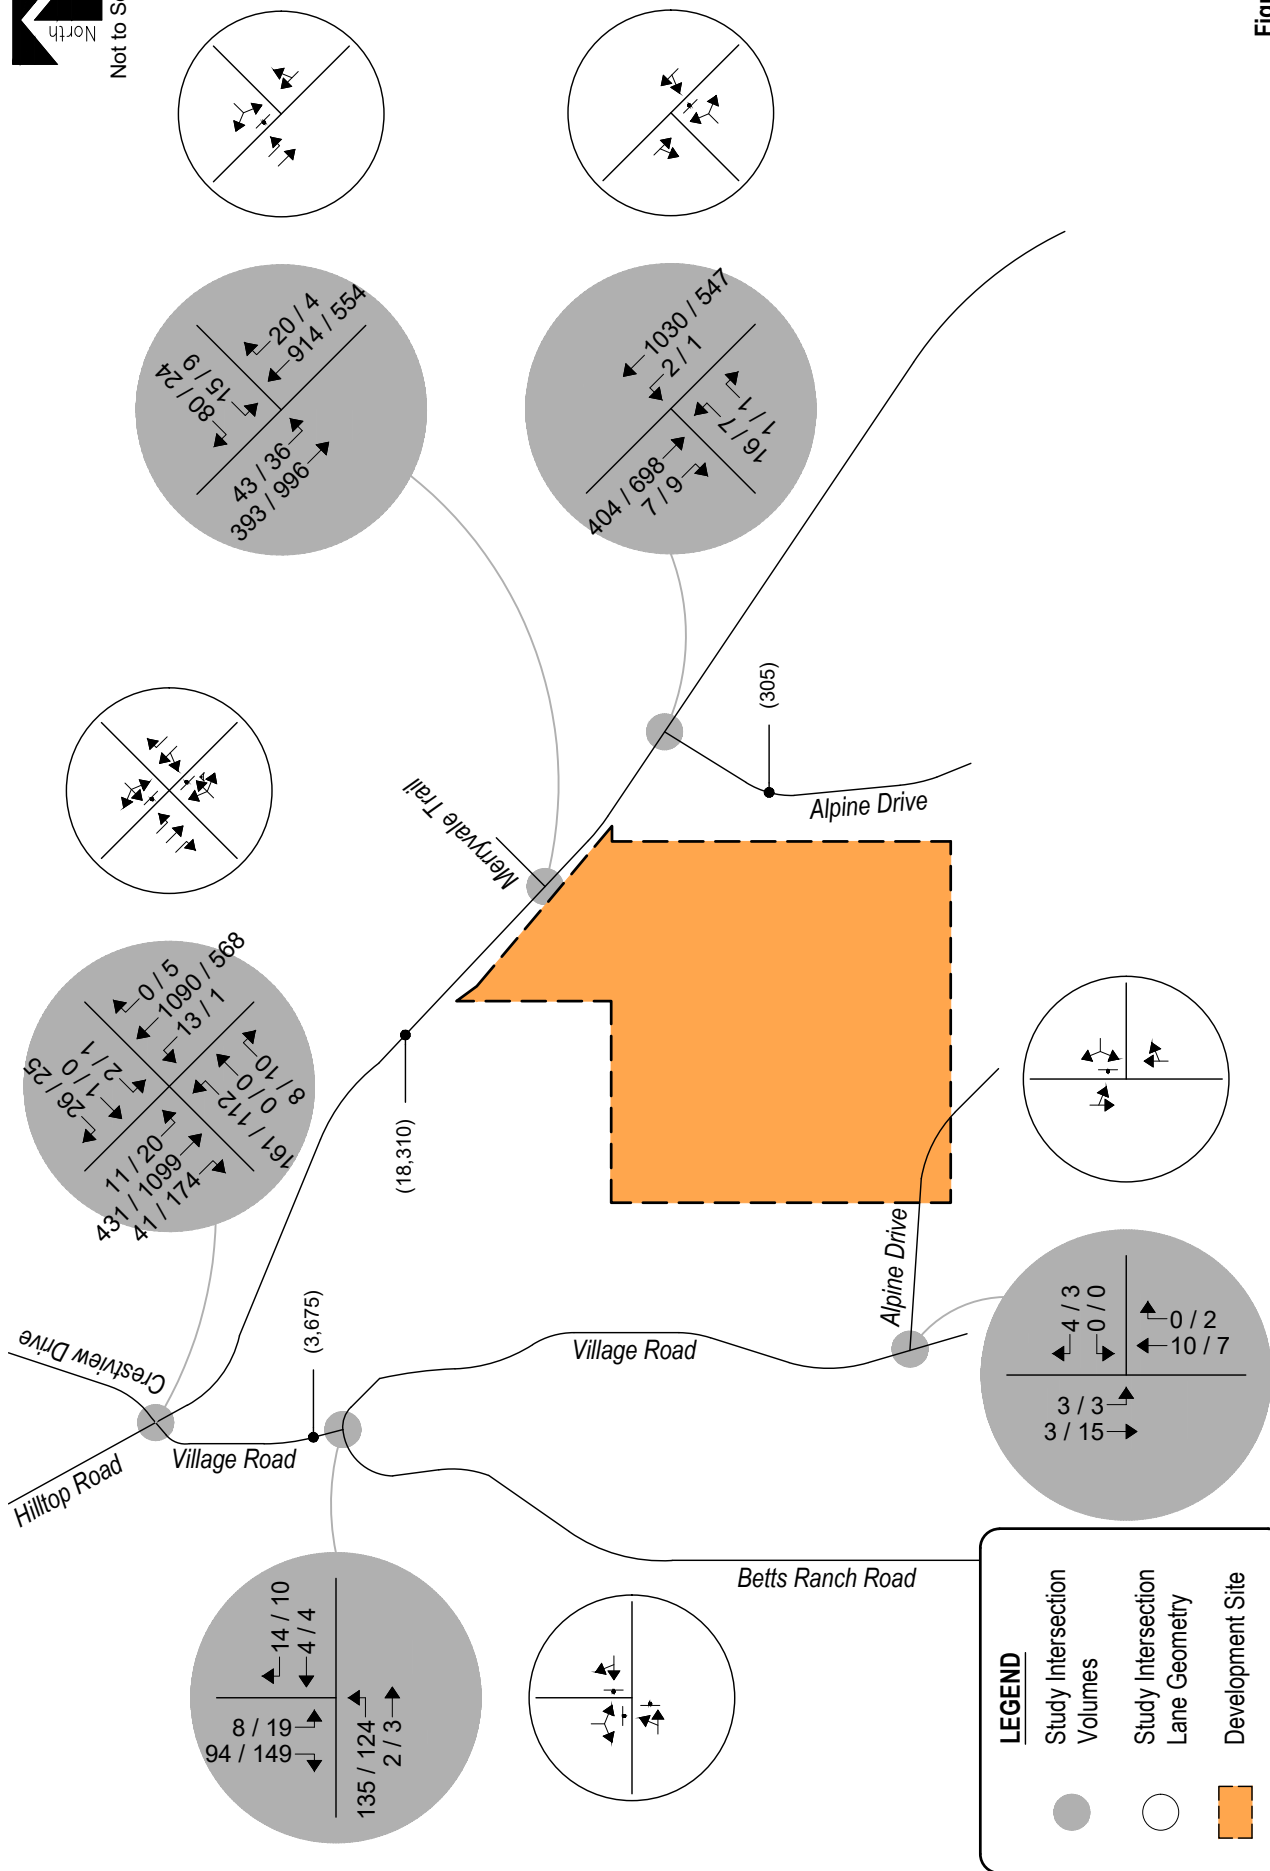 North
Not to S
Figu
20 / 4
914 / 554
80 / 24
15 / 9
43 / 36
393 / 996
1030 / 547
2 / 1
404 / 698
7 / 9
16 / 7
1 / 1
Merryvale Trail
(305)
Alpine Drive
0 / 5
1090 / 568
13 / 1
26 / 25
1 / 0
2 / 1
11 / 20
431 / 1099
41 / 174
161 / 112
0 / 0
8 / 10
(18,310)
Crestview Drive
(3,675)
Hilltop Road
Village Road
Village Road
Alpine Drive
4 / 3
0 / 0
0 / 2
10 / 7
3 / 3
3 / 15
Betts Ranch Road
14 / 10
4 / 4
8 / 19
94 / 149
135 / 124
2 / 3
LEGEND
Study Intersection
Volumes
Study Intersection
Lane Geometry
Development Site